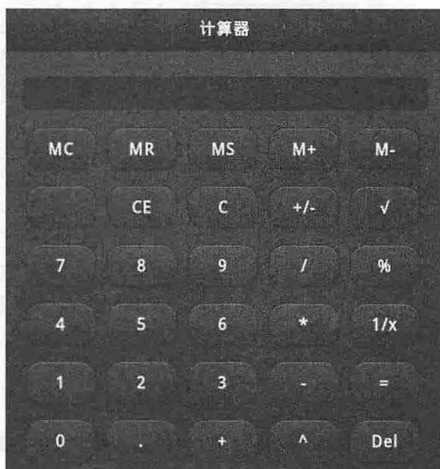 计算器
MC MR MS M+ M-
CE C +/- √
7 8 9 / %
4 5 6 * 1/x
1 2 3 - =
0 . + ^ Del